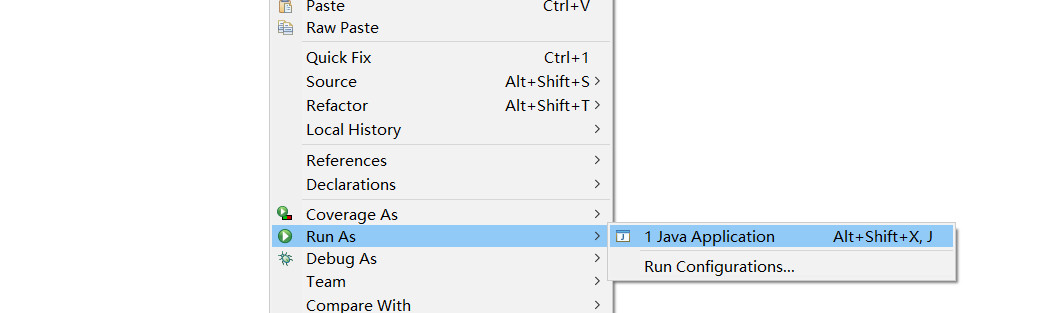 Paste Ctrl+V
Raw Paste
Quick Fix Ctrl+1
Source Alt+Shift+S
Refactor Alt+Shift+T
Local History
References
Declarations
Coverage As
Run As
1 Java Application Alt+Shift+X, J
Debug As
Run Configurations...
Team
Compare With